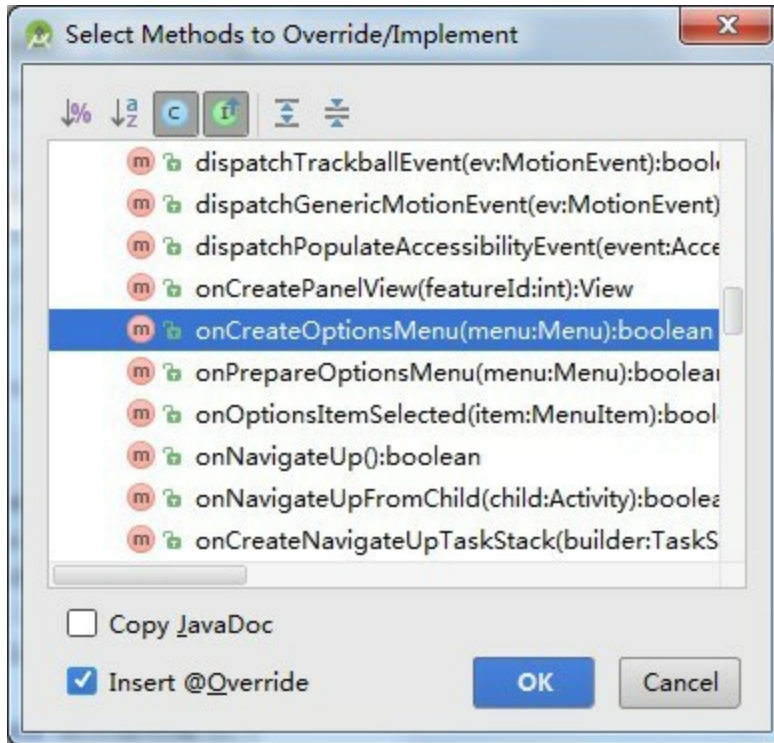 Select Methods to Override/Implement
X
% a z C I
m dispatchTrackballEvent(ev:MotionEvent):boole
m dispatchGenericMotionEvent(ev:MotionEvent)
m dispatchPopulateAccessibilityEvent(event:Acce
m onCreatePanelView(featureId:int):View
m onCreateOptionsMenu(menu:Menu):boolean
m onPrepareOptionsMenu(menu:Menu):boolean
m onOptionsItemSelected(item:MenuItem):bool
m onNavigateUp():boolean
m onNavigateUpFromChild(child:Activity):boolea
m onCreateNavigateUpTaskStack(builder:TaskS
Copy JavaDoc
Insert @Override
OK Cancel